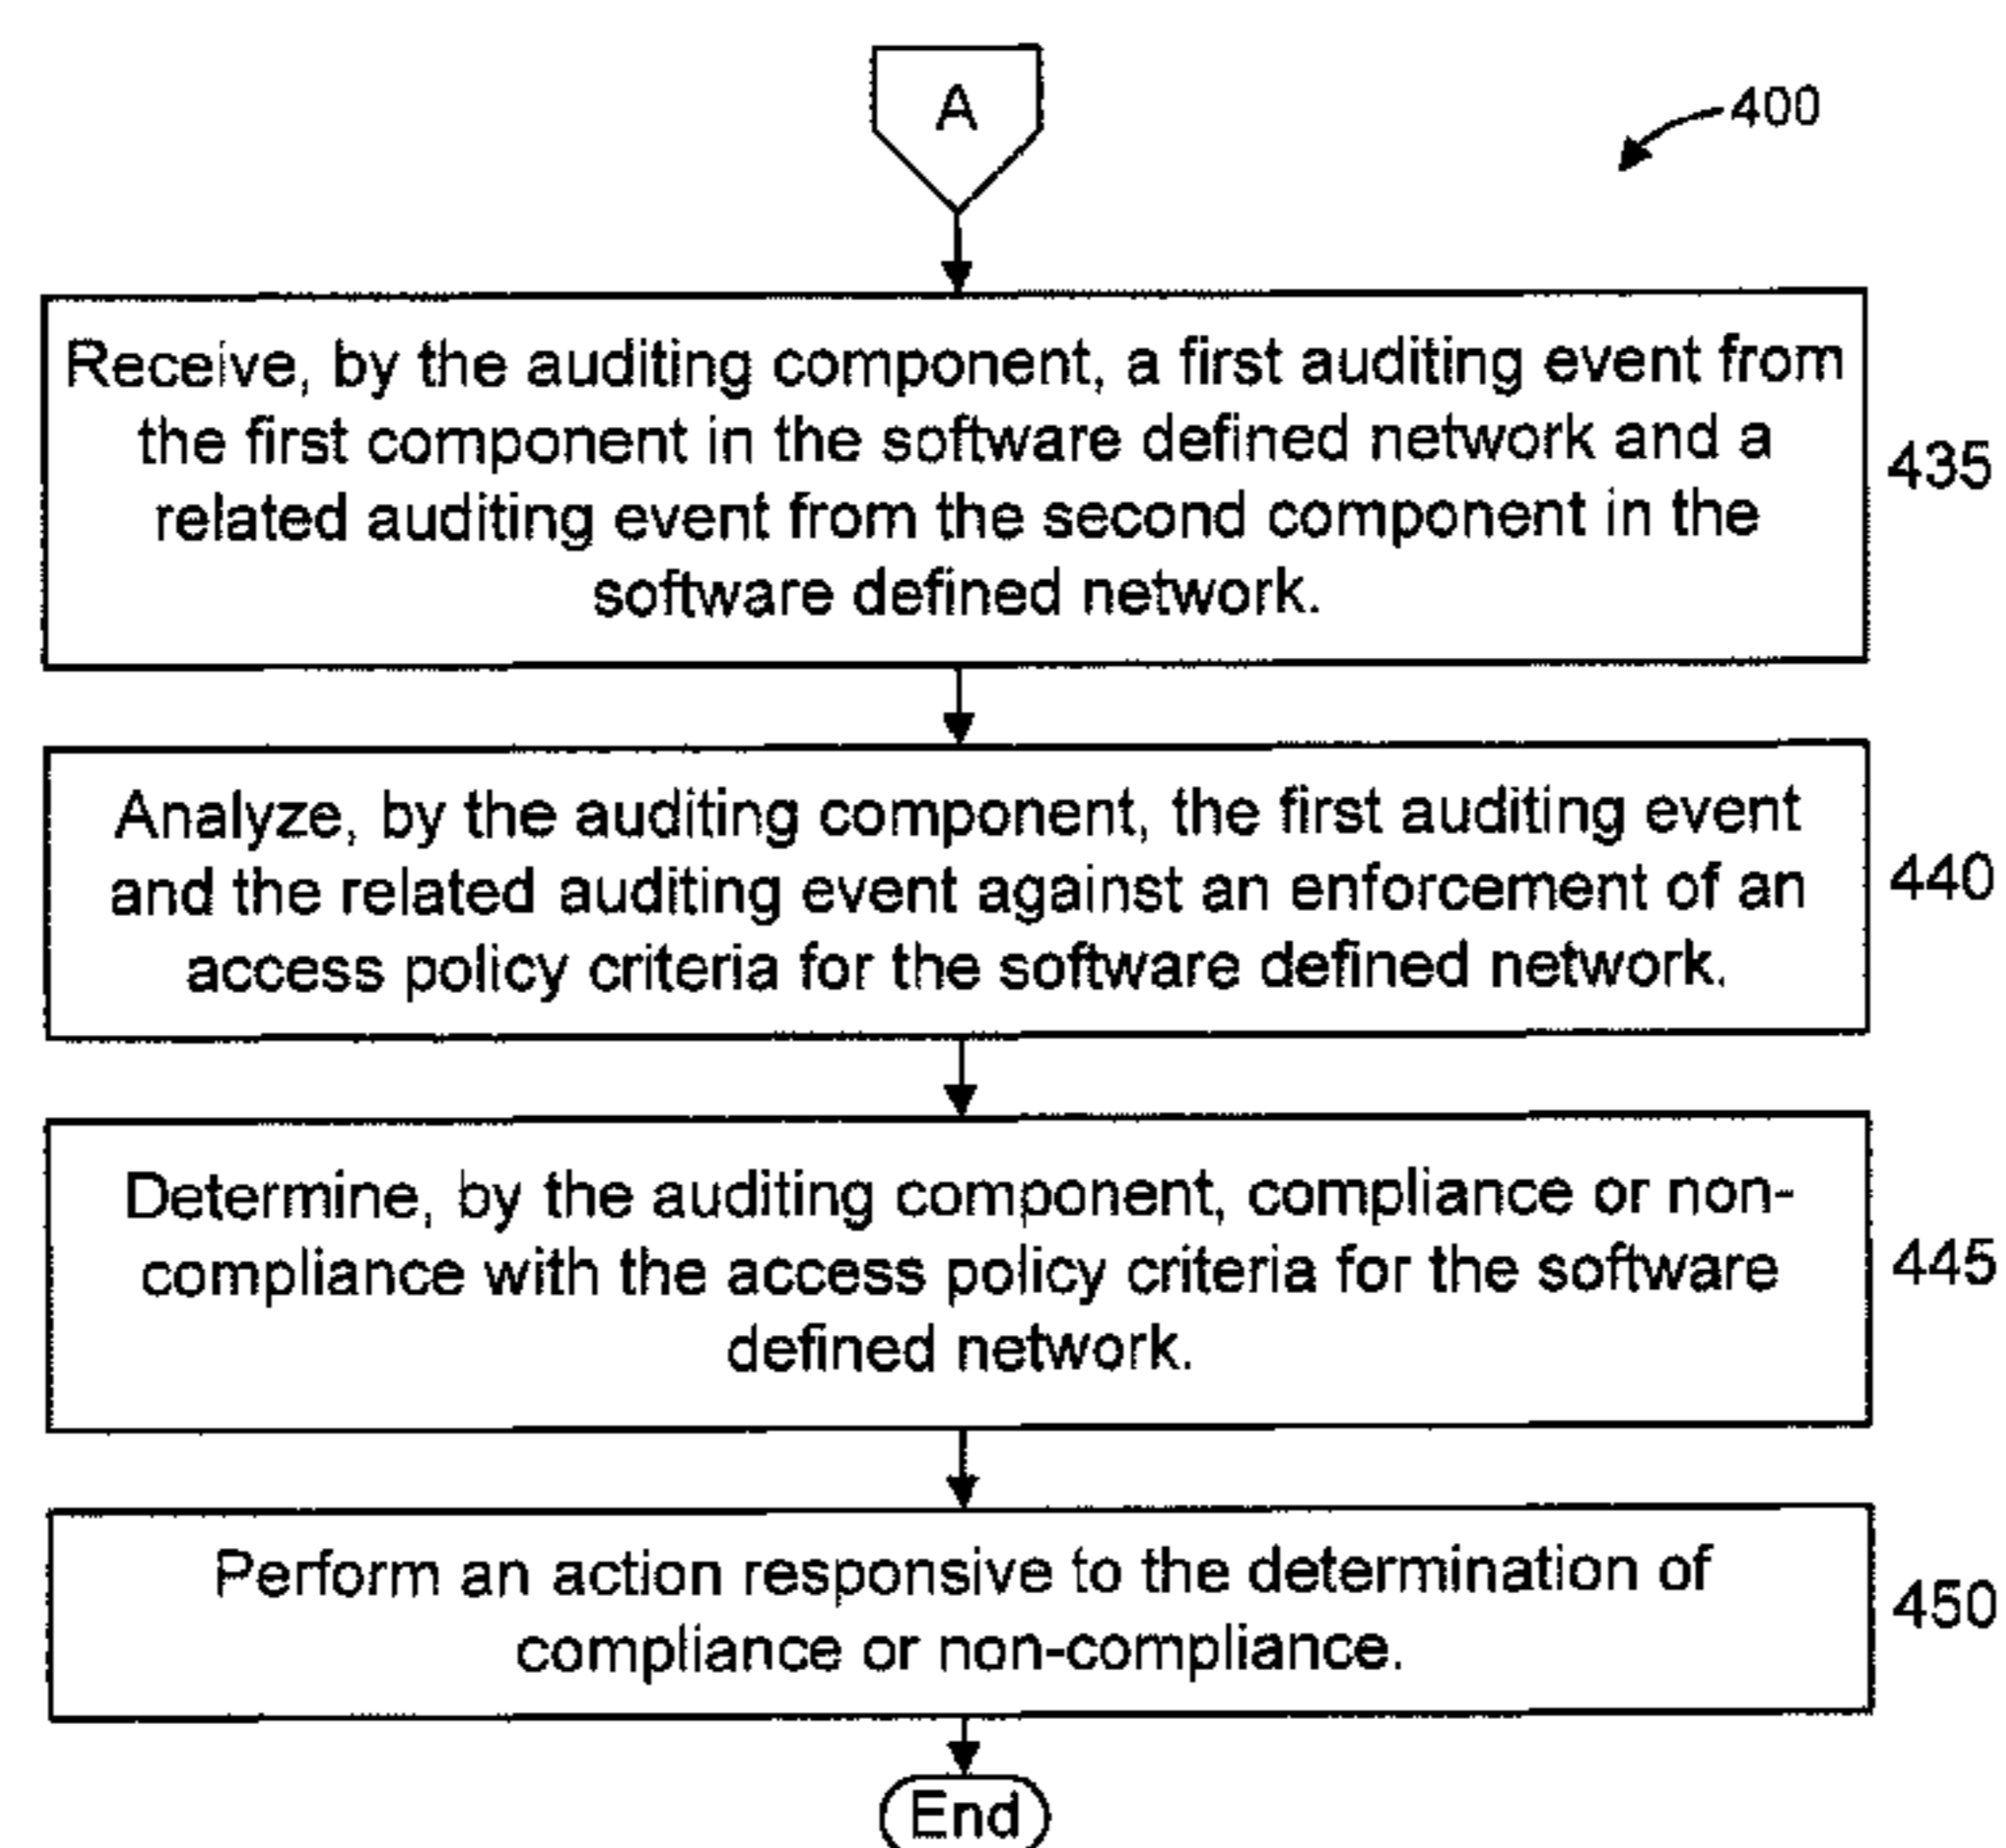 A
400
Receive, by the auditing component, a first auditing event from
the first component in the software defined network and a
related auditing event from the second component in the
software defined network.
435
Analyze, by the auditing component, the first auditing event
and the related auditing event against an enforcement of an
access policy criteria for the software defined network.
440
Determine, by the auditing component, compliance or non-
compliance with the access policy criteria for the software
defined network.
445
Perform an action responsive to the determination of
compliance or non-compliance.
450
End